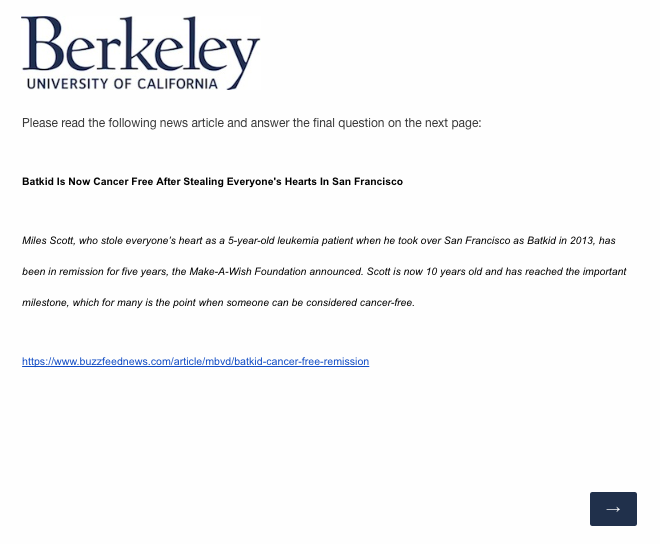 Berkeley
UNIVERSITY OF CALIFORNIA
Please read the following news article and answer the final question on the next page:
Batkid Is Now Cancer Free After Stealing Everyone's Hearts In San Francisco
Miles Scott, who stole everyone's heart as a 5-year-old leukemia patient when he took over San Francisco as Batkid in 2013, has
been in remission for five years, the Make-A-Wish Foundation announced. Scott is now 10 years old and has reached the important
milestone, which for many is the point when someone can be considered cancer-free.
https://www.buzzfeednews.com/article/mbvd/batkid-cancer-free-remission
→